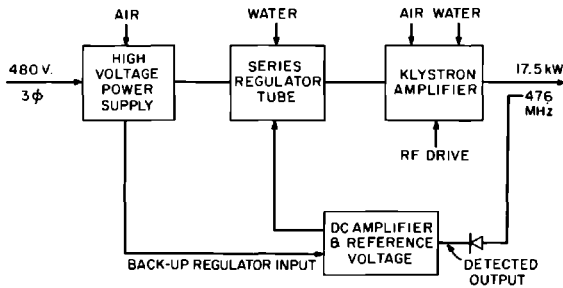 AIR
WATER
AIR WATER
480 V.
3ϕ
HIGH
VOLTAGE
POWER
SUPPLY
SERIES
REGULATOR
TUBE
KLYSTRON
AMPLIFIER
17.5 kW
476
MHz
RF DRIVE
DC AMPLIFIER
& REFERENCE
VOLTAGE
BACK-UP REGULATOR INPUT
DETECTED
OUTPUT